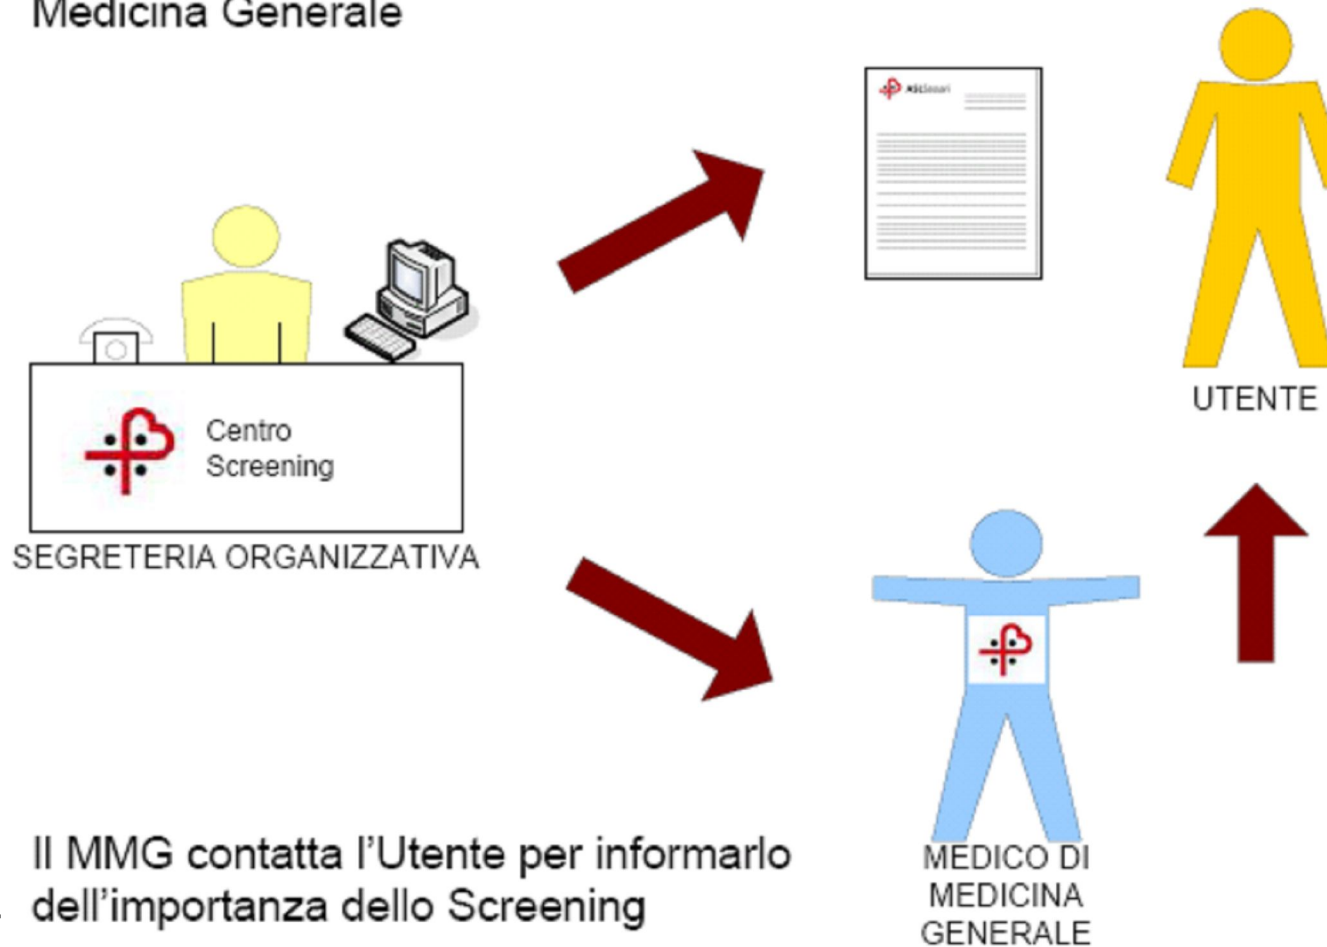 Medicina Generale
ASLSassari
UTENTE
Centro
Screening
SEGRETERIA ORGANIZZATIVA
Il MMG contatta l'Utente per informarlo
dell'importanza dello Screening
MEDICO DI
MEDICINA
GENERALE